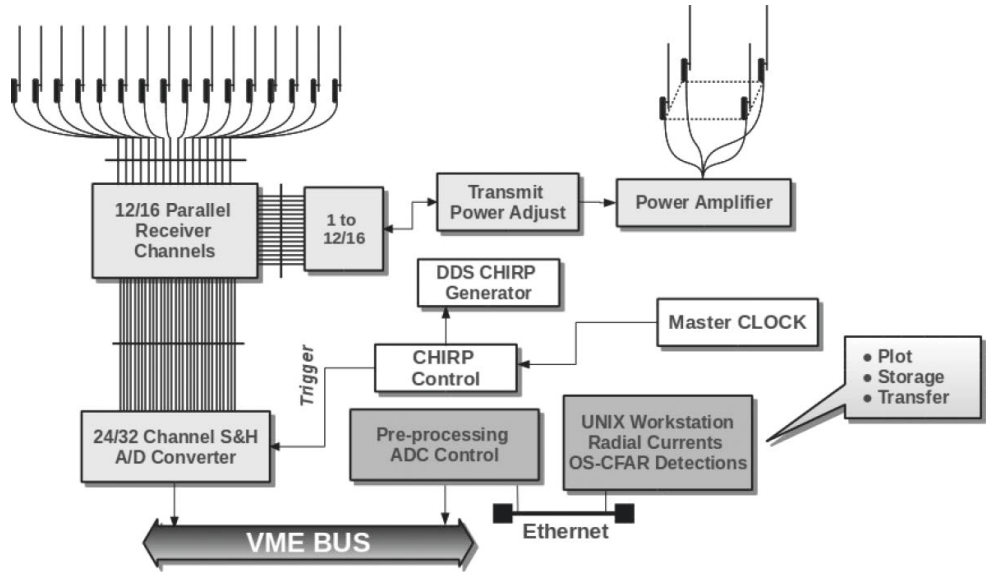 12/16 Parallel
Receiver
Channels
1 to
12/16
Transmit
Power Adjust
Power Amplifier
DDS CHIRP
Generator
Master CLOCK
CHIRP
Control
Trigger
● Plot
● Storage
● Transfer
24/32 Channel S&H
A/D Converter
Pre-processing
ADC Control
UNIX Workstation
Radial Currents
OS-CFAR Detections
Ethernet
VME BUS